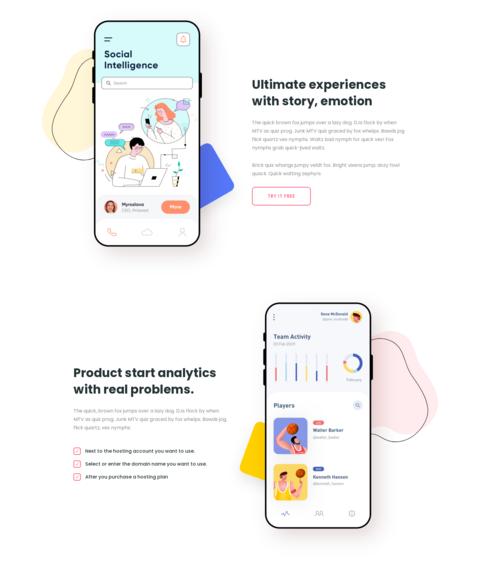 Social
Intelligence
Search
Myroslava
CEO, Pinterest
More
Ultimate experiences
with story, emotion
The quick brown fox jumps over a lazy dog. DJs flock by when
MTV ax quiz prog. Junk MTV quiz graced by fox whelps. Bawds jog,
flick quartz vex nymphs. Waltz, bad nymph for quick jigs vex! Fox
nymphs grab quick-jived waltz.
Brick quiz whangs jumpy veldt fox. Bright vixens jump; dozy fowl
quack. Quick wafting zephyrs
TRY IT FREE
Ilona McDonald
Team Activity
February
Players
Walter Barker
@walter_barker
Kenneth Hansen
@kenneth_hansen
Product start analytics
with real problems.
The quick, brown fox jumps over a lazy dog. DJs flock by when
MTV ax quiz prog. Junk MTV quiz graced by fox whelps. Bawds jog,
flick quartz, vex nymphs.
Next to the hosting account you want to use.
Select or enter the domain name you want to use.
After you purchase a hosting plan